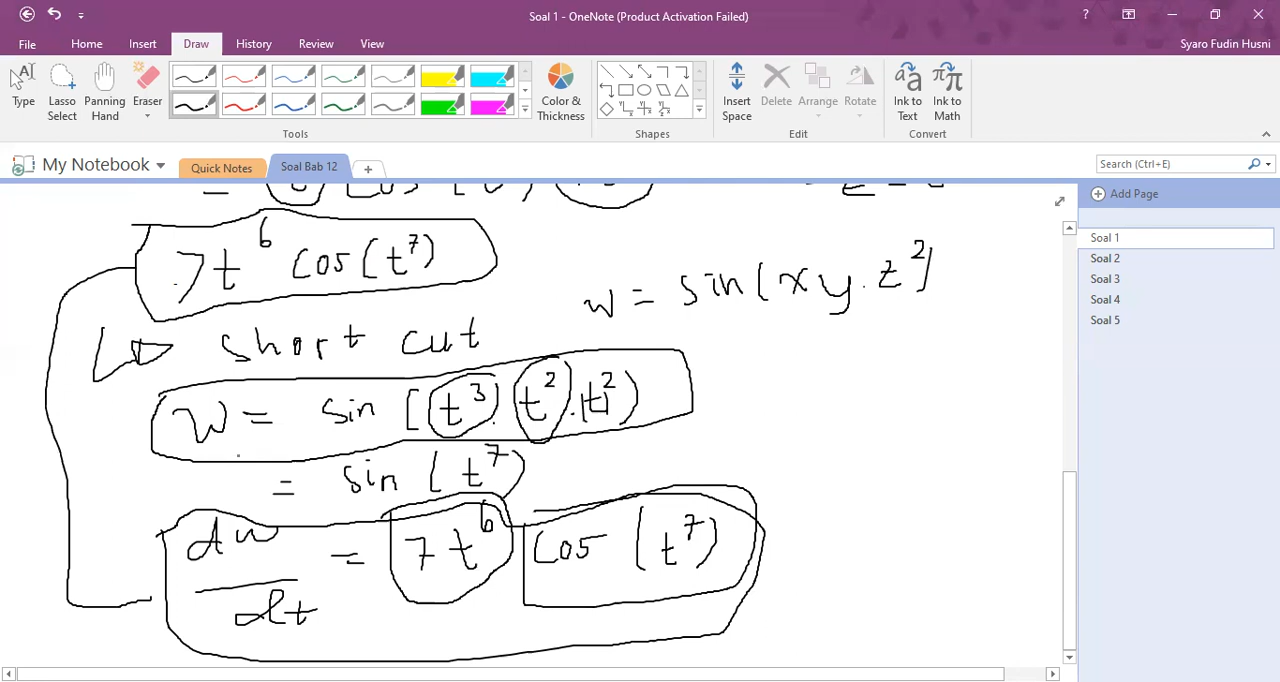 Soal 1 - OneNote (Product Activation Failed)
File Home Insert Draw History Review View
Syaro Fudin Husni
Type
Lasso Select
Panning Hand
Eraser
Color & Thickness
Insert Space
Delete
Arrange
Rotate
Ink to Text
Ink to Math
Tools
Shapes
Edit
Convert
My Notebook
Quick Notes
Soal Bab 12
Search (Ctrl+E)
Add Page
Soal 1
Soal 2
Soal 3
Soal 4
Soal 5
7t^6 cos(t^7)
w = sin(xy.z^2)
short cut
w = sin(t^3.t^2.(t)^2)
= sin(t^7)
dw/dt = 7t^6 cos(t^7)